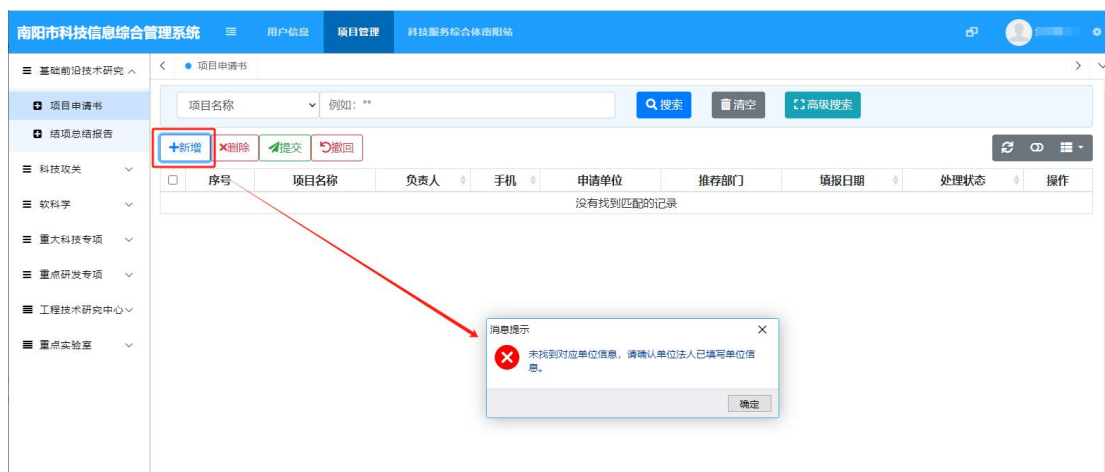 南阳市科技信息综合管理系统
用户信息
项目管理
科技服务综合体南阳站
基础前沿技术研究
项目申请书
结项总结报告
科技攻关
软科学
重大科技专项
重点研发专项
工程技术研究中心
重点实验室
项目申请书
项目名称
例如：**
搜索
清空
高级搜索
新增
删除
提交
撤回
序号
项目名称
负责人
手机
申请单位
推荐部门
填报日期
处理状态
操作
没有找到匹配的记录
消息提示
未找到对应单位信息，请确认单位法人已填写单位信
息。
确定